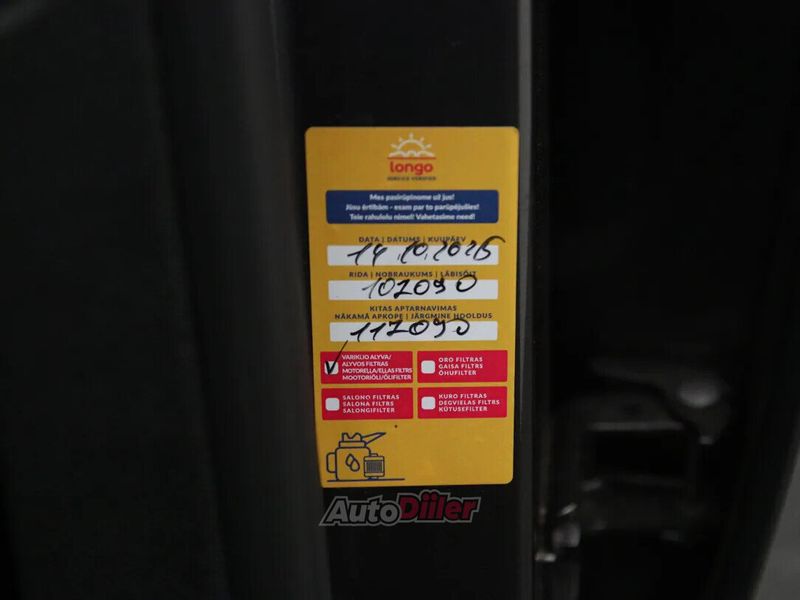 longo
SERVICE VERIFIED
Mes pasirūpinome už jus!
Jūsu ērtībām - esam par to parūpējušies!
Teie rahulolu nimel! Vahetasime need!
DATA | DATUMS | KUUPÄEV
14.10.2025
RIDA | NOBRAUKUMS | LÄBISÕIT
102090
KITAS APTARNAVIMAS
NĀKAMĀ APKOPE | JÄRGMINE HOOLDUS
117090
VARIKLIO ALYVA/
ALYVOS FILTRAS
MOTOREĻĻA/EĻĻAS FILTRS
MOOTORIÕLI/ÕLIFILTER
ORO FILTRAS
GAISA FILTRS
ÕHUFILTER
SALONO FILTRAS
SALONA FILTRS
SALONGIFILTER
KURO FILTRAS
DEGVIELAS FILTRS
KÜTUSEFILTER
AutoDiiler